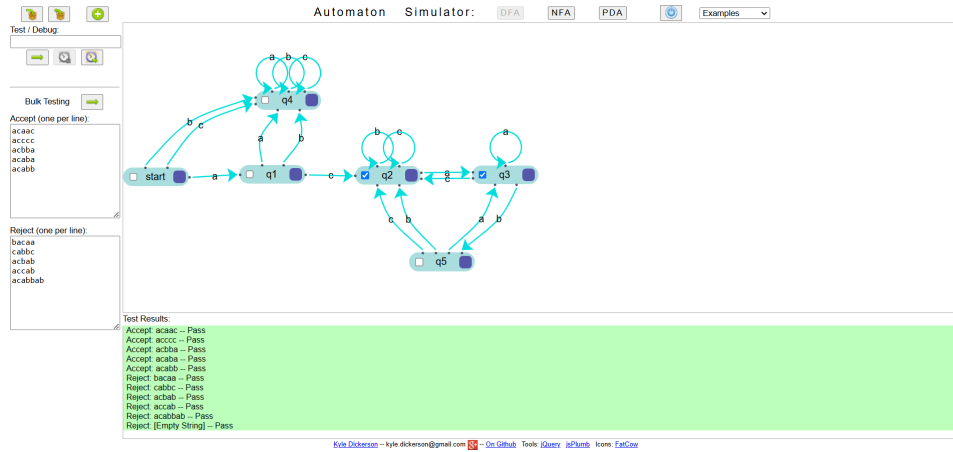 Automaton Simulator: DFA NFA PDA Examples
Test / Debug:
Bulk Testing
Accept (one per line):
acaac
acccc
acbba
acaba
acabb
Reject (one per line):
bacaa
cabbc
acbab
accab
acabbab
a b c
q4
b
c
a
b
b c
a
start
a
q1
c
q2
a
c
q3
c
b
a
b
q5
Test Results:
Accept: acaac -- Pass
Accept: acccc -- Pass
Accept: acbba -- Pass
Accept: acaba -- Pass
Accept: acabb -- Pass
Reject: bacaa -- Pass
Reject: cabbc -- Pass
Reject: acbab -- Pass
Reject: accab -- Pass
Reject: acabbab -- Pass
Reject: [Empty String] -- Pass
Kyle Dickerson -- kyle.dickerson@gmail.com -- On Github Tools: jQuery jsPlumb Icons: FatCow